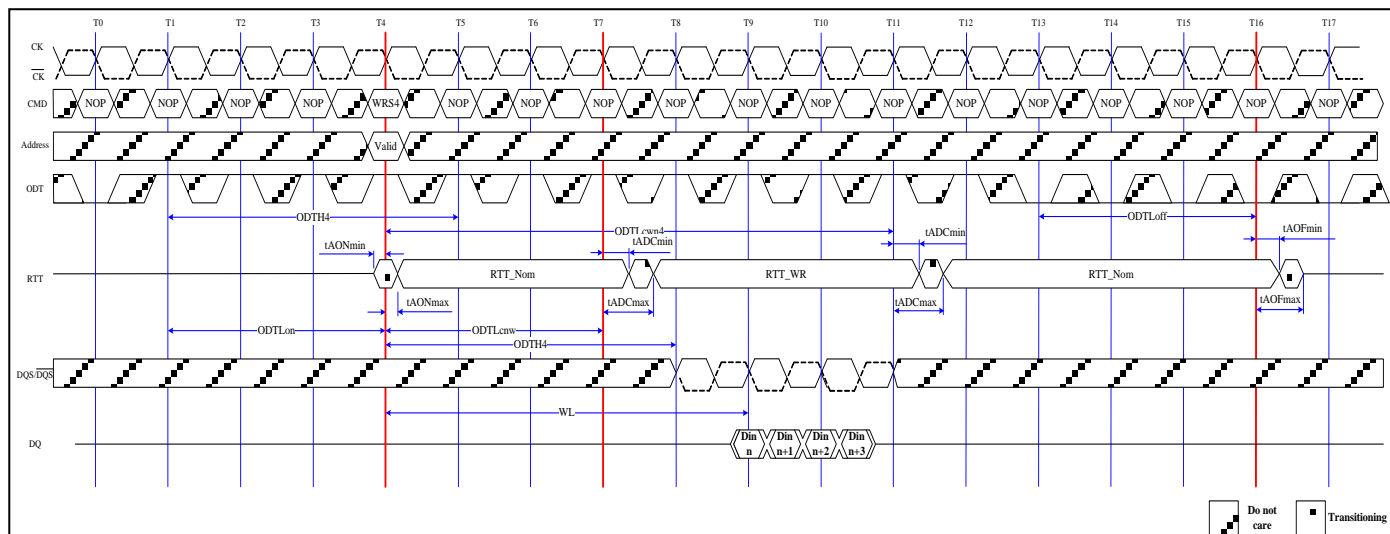 T0 T1 T2 T3 T4 T5 T6 T7 T8 T9 T10 T11 T12 T13 T14 T15 T16 T17
CK
CK
CMD NOP NOP NOP NOP WRS4 NOP NOP NOP NOP NOP NOP NOP NOP NOP NOP NOP NOP NOP
Address Valid
ODT
ODTH4 ODTLoff
ODTLcwn4
tAONmin tADCmin tADCmin tAOFmin
RTT RTT_Nom RTT_WR RTT_Nom
tAONmax tADCmax tADCmax tAOFmax
ODTLon ODTLcnw
ODTH4
DQS/DQS
WL
DQ Din n Din n+1 Din n+2 Din n+3
Do not care Transitioning